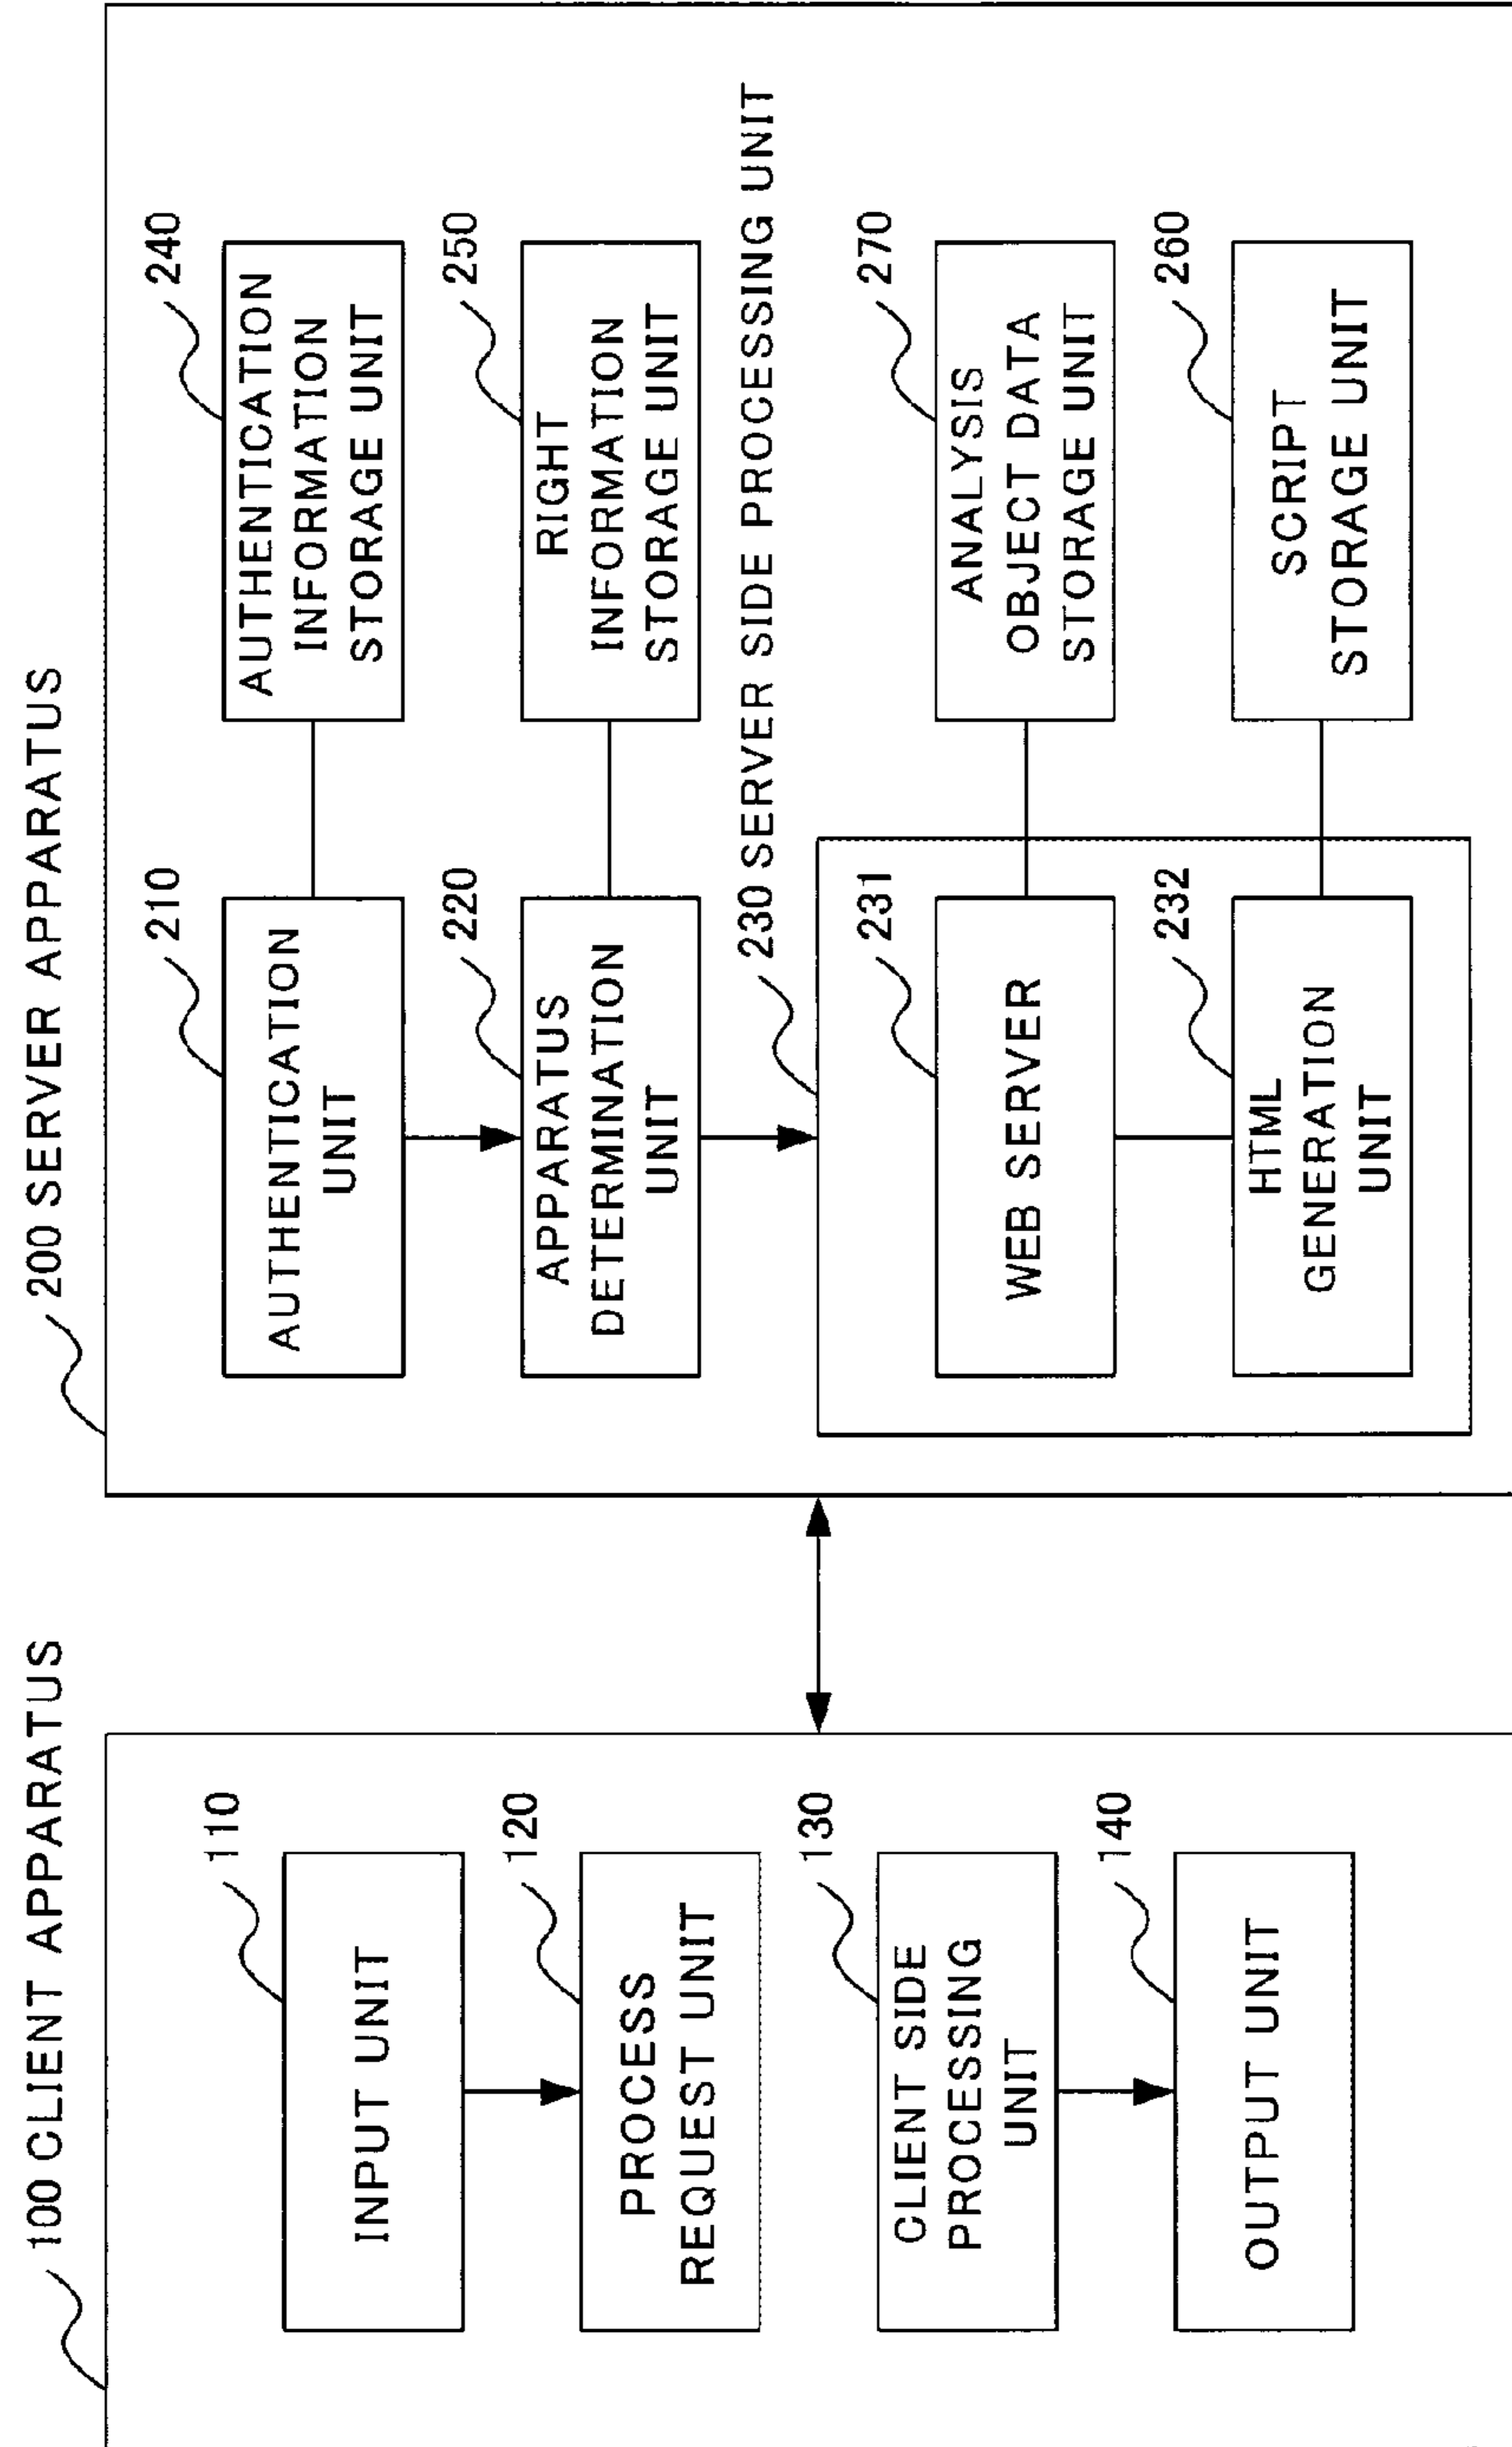 100 CLIENT APPARATUS
110
INPUT UNIT
120
PROCESS
REQUEST UNIT
130
CLIENT SIDE
PROCESSING
UNIT
140
OUTPUT UNIT
200 SERVER APPARATUS
210
AUTHENTICATION
UNIT
240
AUTHENTICATION
INFORMATION
STORAGE UNIT
220
APPARATUS
DETERMINATION
UNIT
250
RIGHT
INFORMATION
STORAGE UNIT
230 SERVER SIDE PROCESSING UNIT
231
WEB SERVER
270
ANALYSIS
OBJECT DATA
STORAGE UNIT
232
HTML
GENERATION
UNIT
260
SCRIPT
STORAGE UNIT